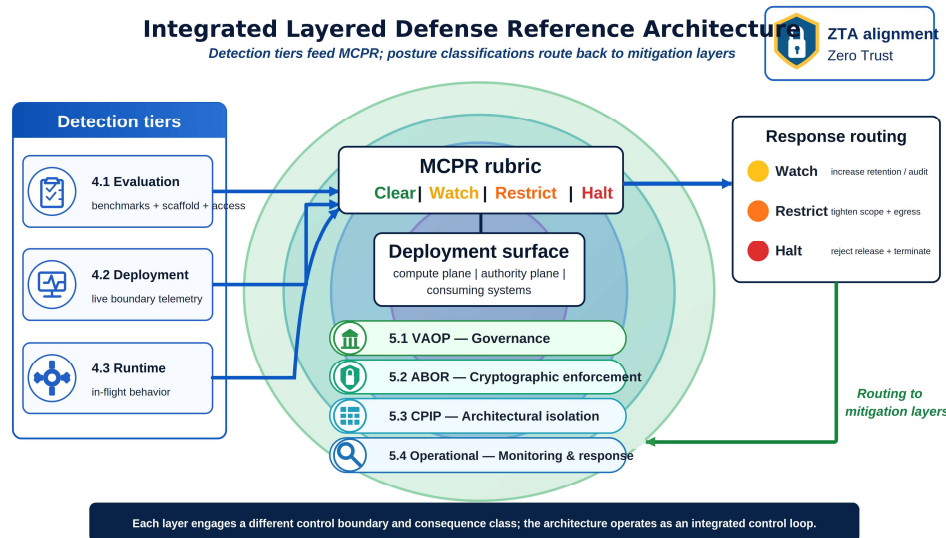 Integrated Layered Defense Reference Architecture
Detection tiers feed MCPR; posture classifications route back to mitigation layers
ZTA alignment
Zero Trust
Detection tiers
4.1 Evaluation
benchmarks + scaffold + access
4.2 Deployment
live boundary telemetry
4.3 Runtime
in-flight behavior
MCPR rubric
Clear | Watch | Restrict | Halt
Deployment surface
compute plane | authority plane |
consuming systems
5.1 VAOP — Governance
5.2 ABOR — Cryptographic enforcement
5.3 CPIP — Architectural isolation
5.4 Operational — Monitoring & response
Response routing
Watch increase retention / audit
Restrict tighten scope + egress
Halt reject release + terminate
Routing to
mitigation layers
Each layer engages a different control boundary and consequence class; the architecture operates as an integrated control loop.